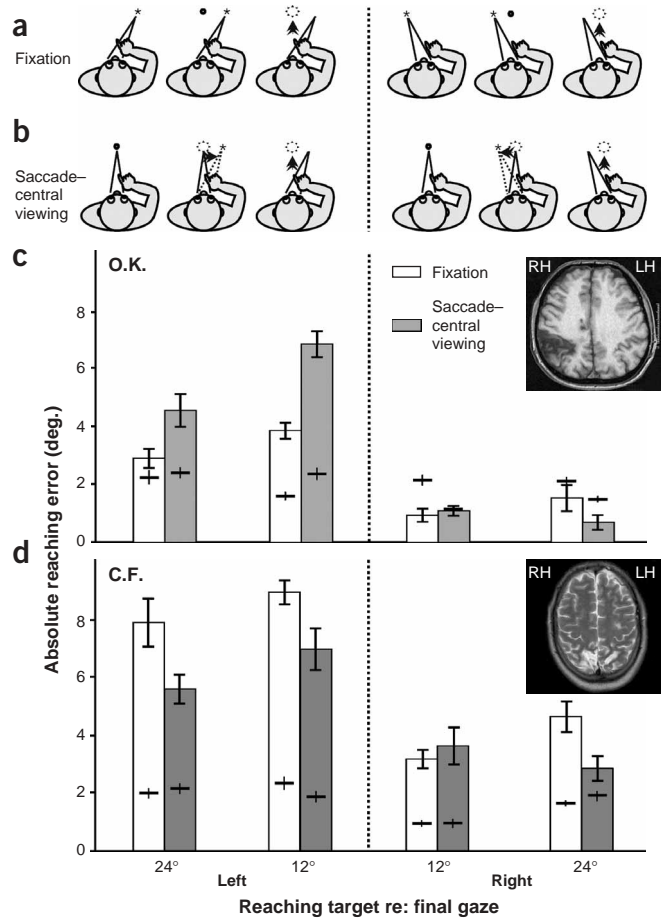 a
Fixation
b
Saccade–
central
viewing
c
O.K.
Fixation
Saccade–
central
viewing
RH LH
8
6
4
2
0
d
C.F.
RH LH
8
6
4
2
0
Absolute reaching error (deg.)
24° 12° 12° 24°
Left Right
Reaching target re: final gaze